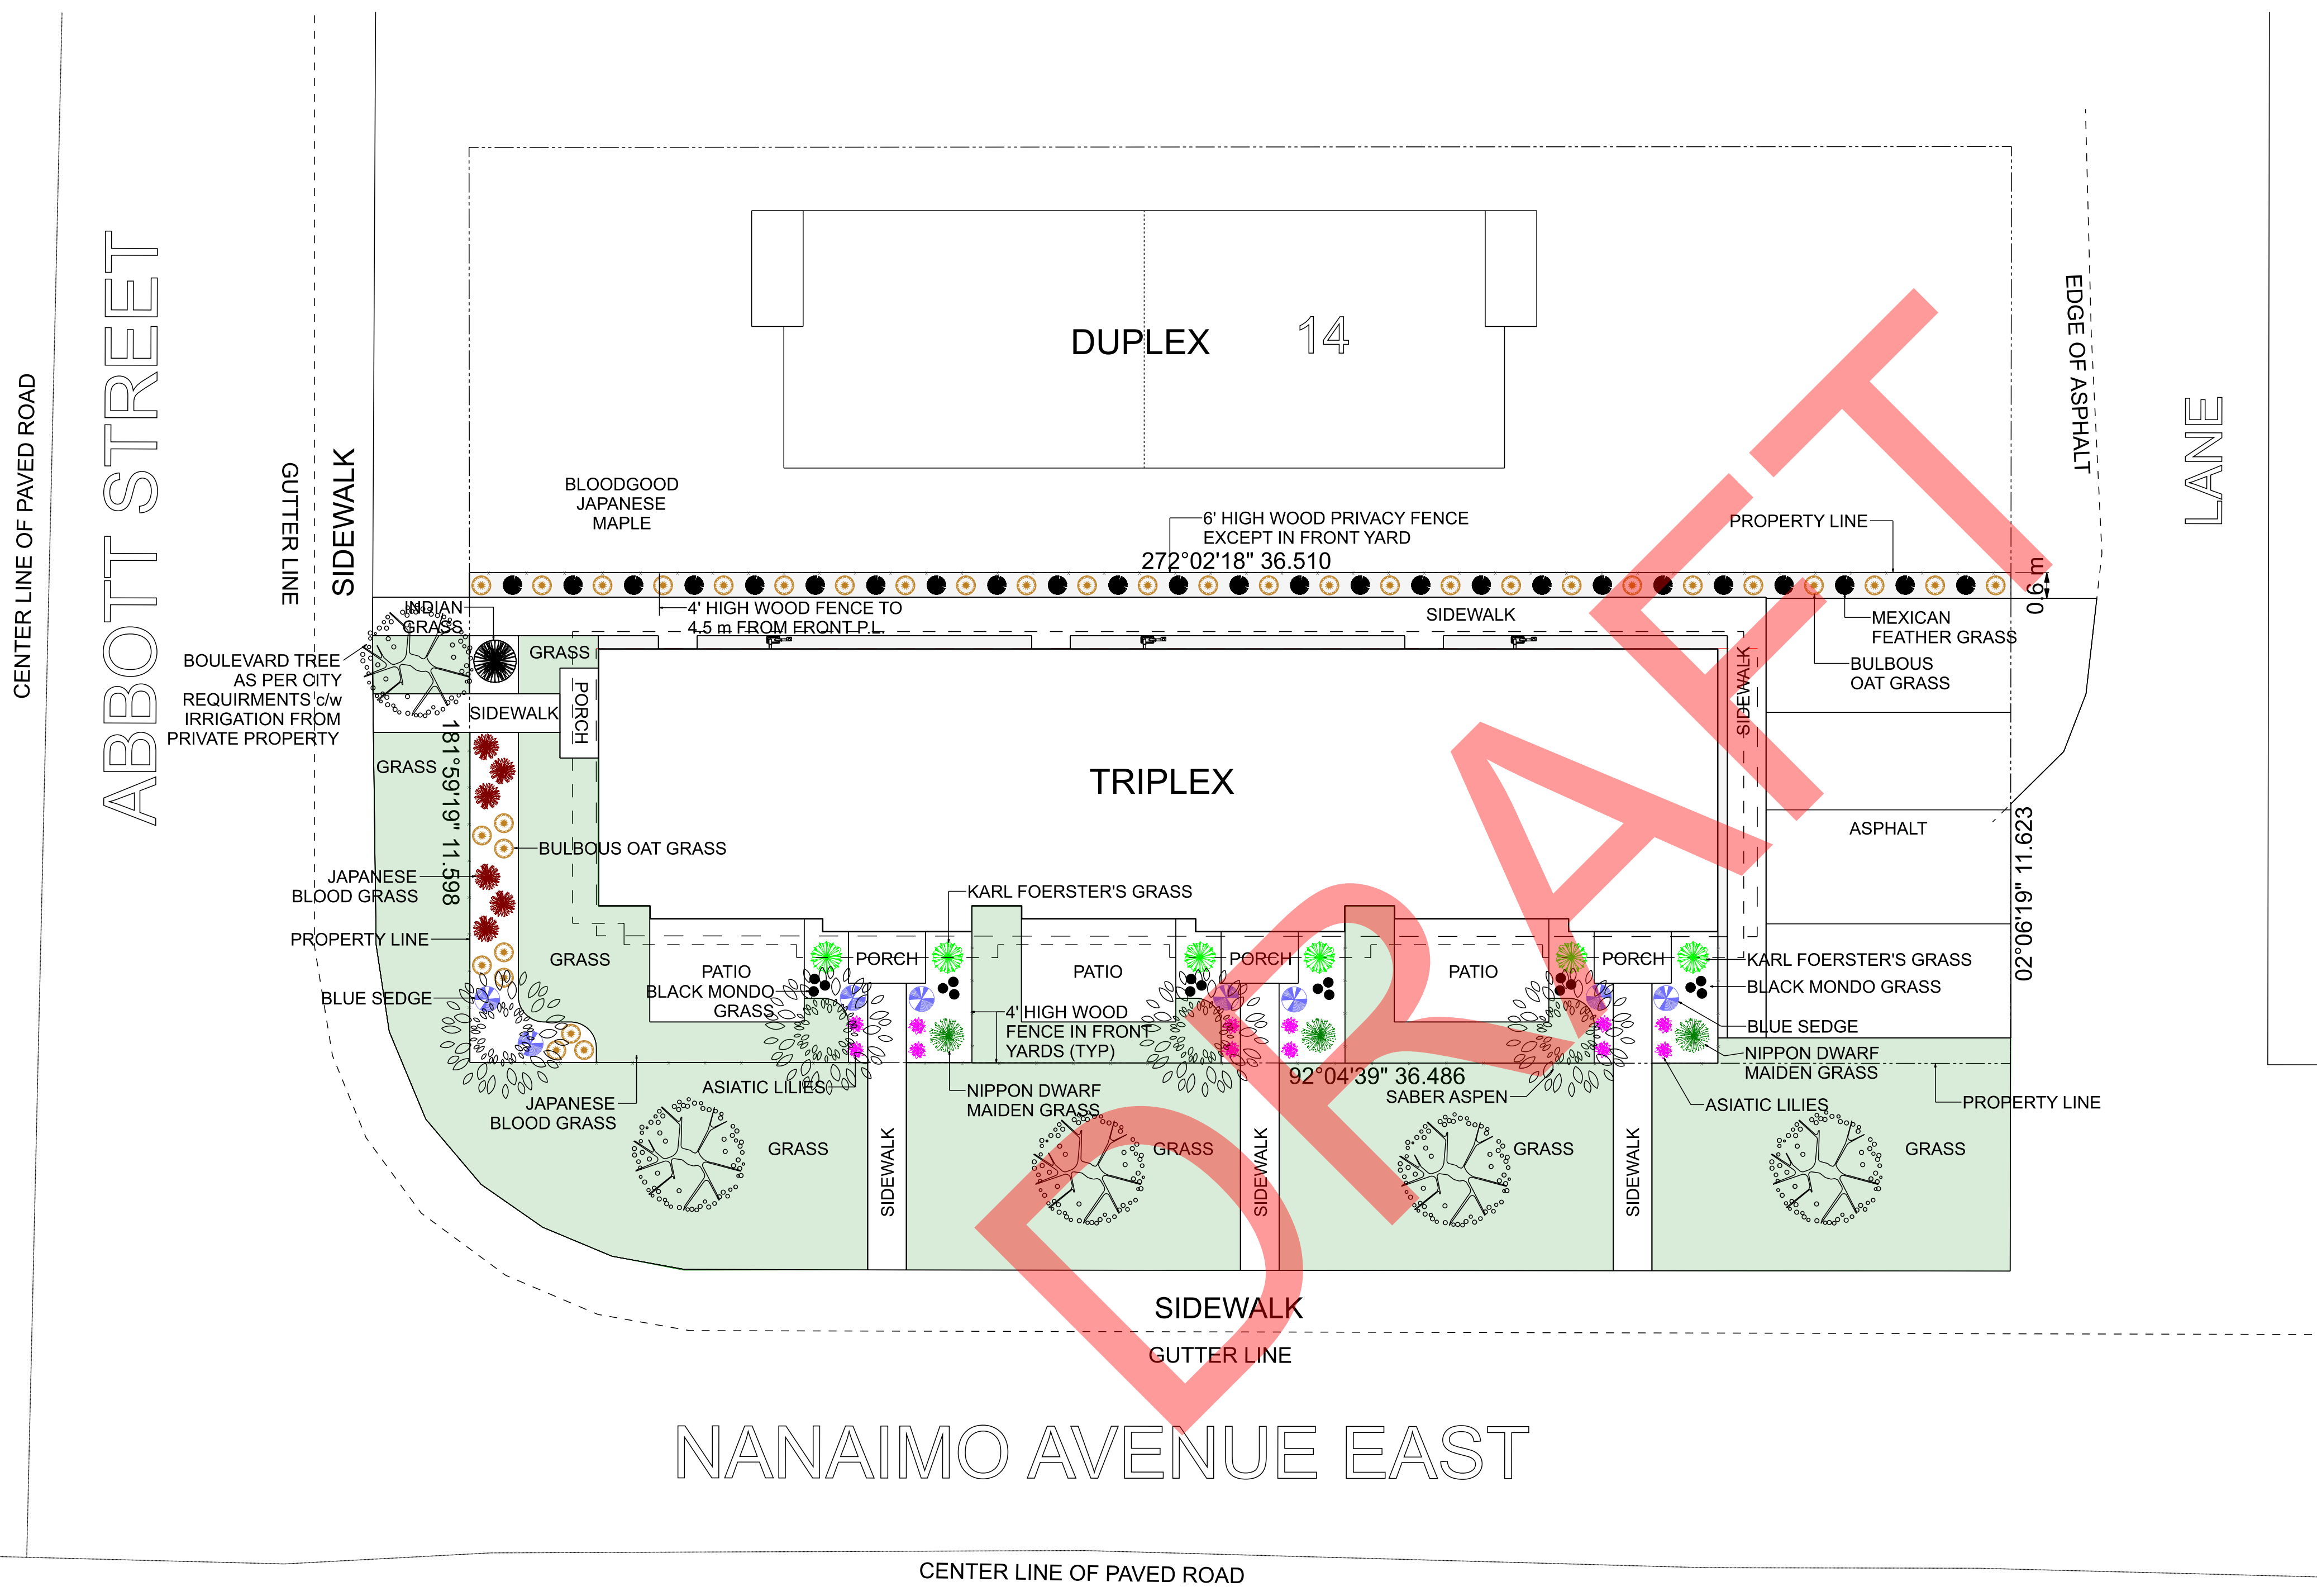 CENTER LINE OF PAVED ROAD
ABBOTT STREET
GUTTER LINE
SIDEWALK
DUPLEX
14
EDGE OF ASPHALT
LANE
BLOODGOOD
JAPANESE
MAPLE
6' HIGH WOOD PRIVACY FENCE
EXCEPT IN FRONT YARD
272°02'18" 36.510
PROPERTY LINE
0.6 m
INDIAN
GRASS
4' HIGH WOOD FENCE TO
4.5 m FROM FRONT P.L.
SIDEWALK
MEXICAN
FEATHER GRASS
BULBOUS
OAT GRASS
BOULEVARD TREE
AS PER CITY
REQUIRMENTS c/w
IRRIGATION FROM
PRIVATE PROPERTY
GRASS
SIDEWALK
PORCH
SIDEWALK
GRASS
181°59'19" 11.598
TRIPLEX
ASPHALT
02°06'19" 11.623
BULBOUS OAT GRASS
JAPANESE
BLOOD GRASS
KARL FOERSTER'S GRASS
PROPERTY LINE
GRASS
PATIO
PORCH
PATIO
PORCH
PATIO
PORCH
KARL FOERSTER'S GRASS
BLACK MONDO
GRASS
BLACK MONDO GRASS
BLUE SEDGE
4' HIGH WOOD
FENCE IN FRONT
YARDS (TYP)
BLUE SEDGE
NIPPON DWARF
MAIDEN GRASS
92°04'39" 36.486
SABER ASPEN
ASIATIC LILIES
NIPPON DWARF
MAIDEN GRASS
ASIATIC LILIES
PROPERTY LINE
JAPANESE
BLOOD GRASS
GRASS
SIDEWALK
GRASS
SIDEWALK
GRASS
SIDEWALK
GRASS
SIDEWALK
GUTTER LINE
NANAIMO AVENUE EAST
CENTER LINE OF PAVED ROAD
DRAFT